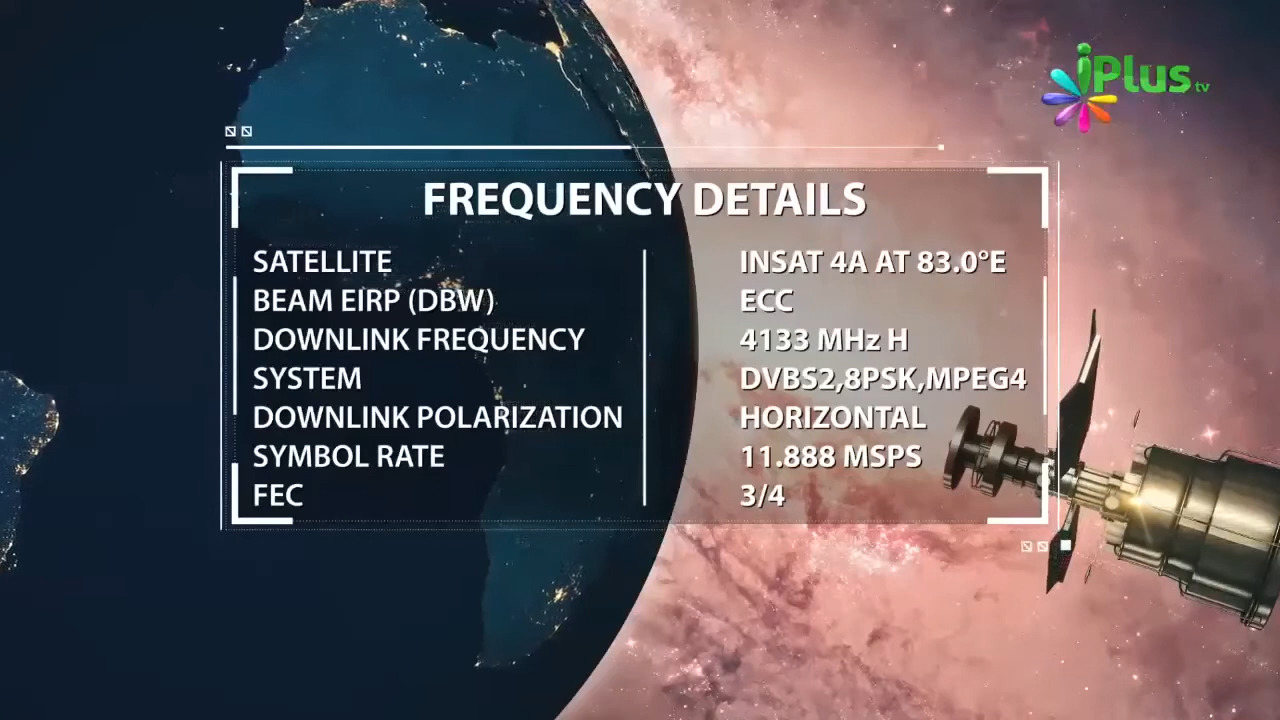 iPlus tv
FREQUENCY DETAILS
SATELLITE INSAT 4A AT 83.0°E
BEAM EIRP (DBW) ECC
DOWNLINK FREQUENCY 4133 MHz H
SYSTEM DVBS2,8PSK,MPEG4
DOWNLINK POLARIZATION HORIZONTAL
SYMBOL RATE 11.888 MSPS
FEC 3/4